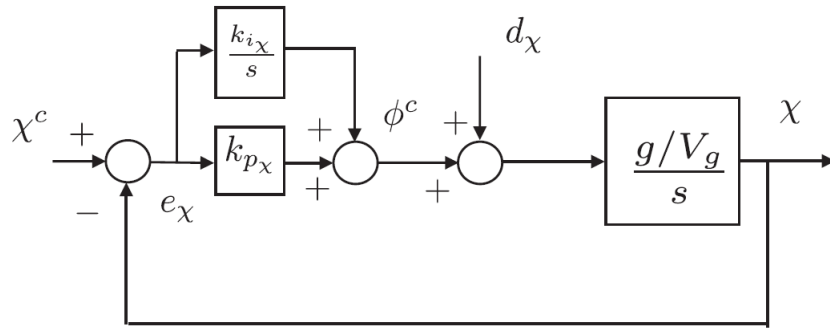 k_{i_χ}
s
d_χ
χ^c
+
+
ϕ^c
+
k_{p_χ}
g/V_g
s
χ
−
e_χ
+
+